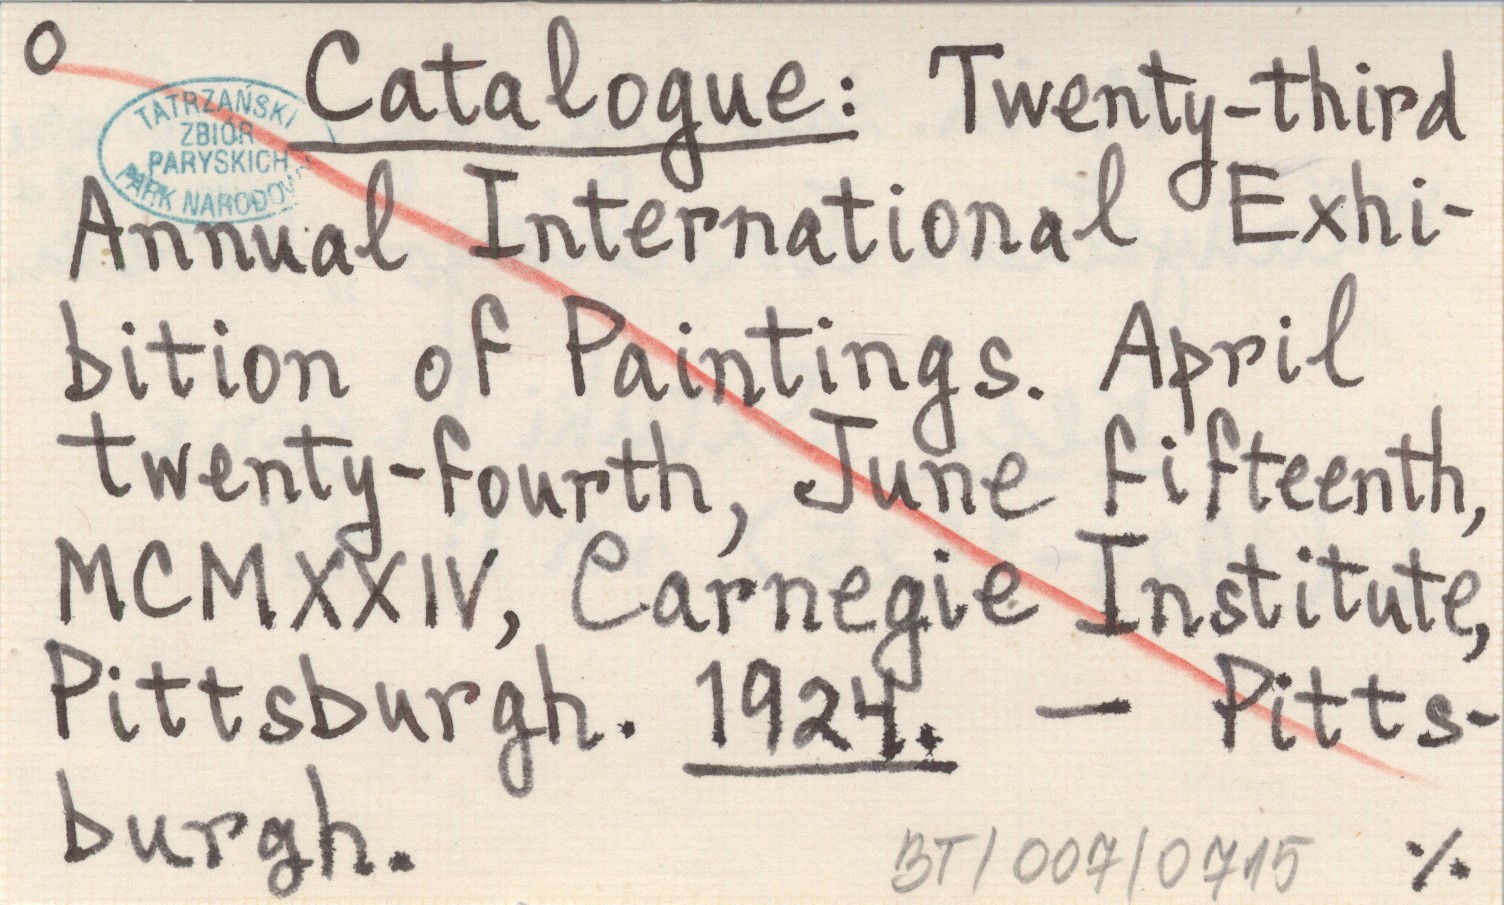 O
TATRZAŃSKI
ZBIÓR
PARYSKICH
PARK NARODOW
Catalogue: Twenty-third
Annual International Exhi-
bition of Paintings. April
twenty-fourth, June fifteenth,
MCMXXIV, Carnegie Institute,
Pittsburgh. 1924. — Pitts-
burgh.
BT/007/0715 ./.